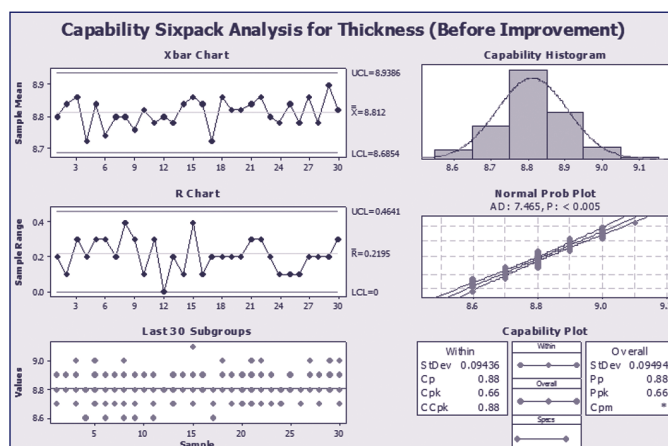 Capability Sixpack Analysis for Thickness (Before Improvement)
Xbar Chart
Sample Mean
8.9
8.8
8.7
UCL=8.9386
X=8.812
LCL=8.6854
3 6 9 12 15 18 21 24 27 30
Capability Histogram
8.6 8.7 8.8 8.9 9.0 9.1
R Chart
Sample Range
0.4
0.2
0.0
UCL=0.4641
R=0.2195
LCL=0
3 6 9 12 15 18 21 24 27 30
Normal Prob Plot
AD: 7.465, P: < 0.005
8.6 8.8 9.0 9.
Last 30 Subgroups
Values
9.0
8.8
8.6
5 10 15 20 25 30
Sample
Capability Plot
Within
StDev 0.09436
Cp 0.88
Cpk 0.66
CCpk 0.88
Within
Overall
Specs
Overall
StDev 0.09494
Pp 0.88
Ppk 0.66
Cpm *